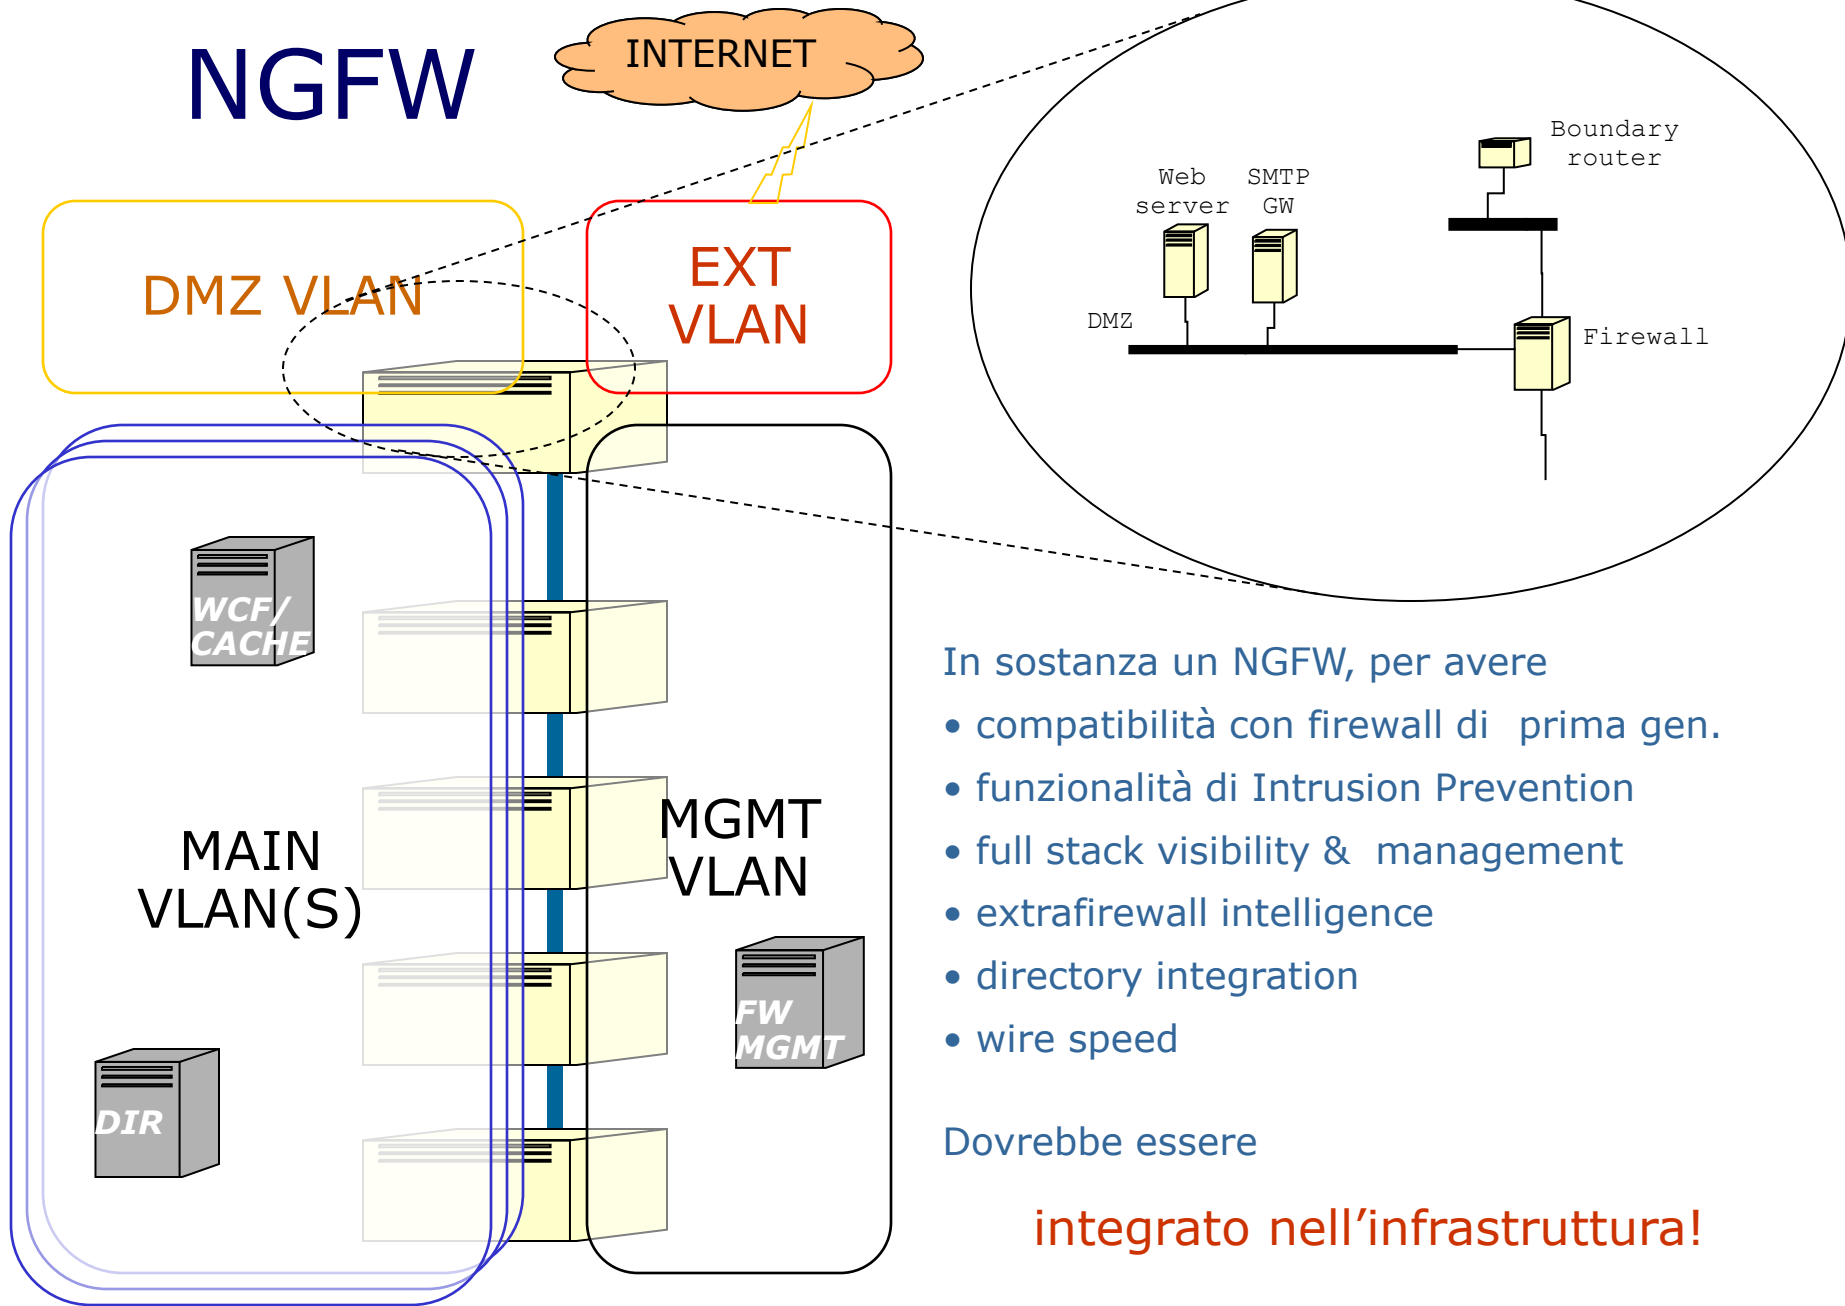 NGFW
INTERNET
DMZ VLAN
EXT
VLAN
Web
server
SMTP
GW
Boundary
router
DMZ
Firewall
WCF/
CACHE
MAIN
VLAN(S)
DIR
MGMT
VLAN
FW
MGMT
In sostanza un NGFW, per avere
• compatibilità con firewall di prima gen.
• funzionalità di Intrusion Prevention
• full stack visibility & management
• extrafirewall intelligence
• directory integration
• wire speed
Dovrebbe essere
integrato nell’infrastruttura!